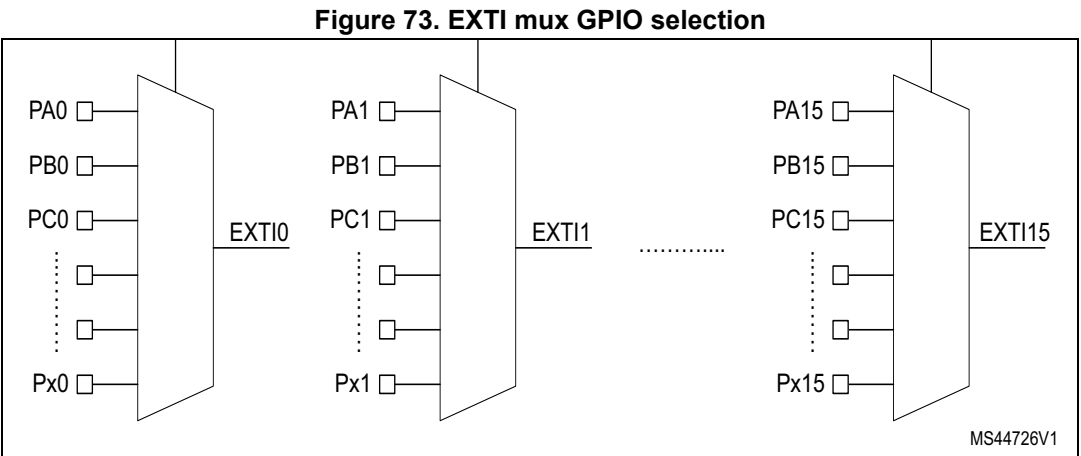 Figure 73. EXTI mux GPIO selection
PA0 PA1 PA15
PB0 PB1 PB15
PC0 PC1 PC15
EXTI0 EXTI1 ............ EXTI15
Px0 Px1 Px15
MS44726V1